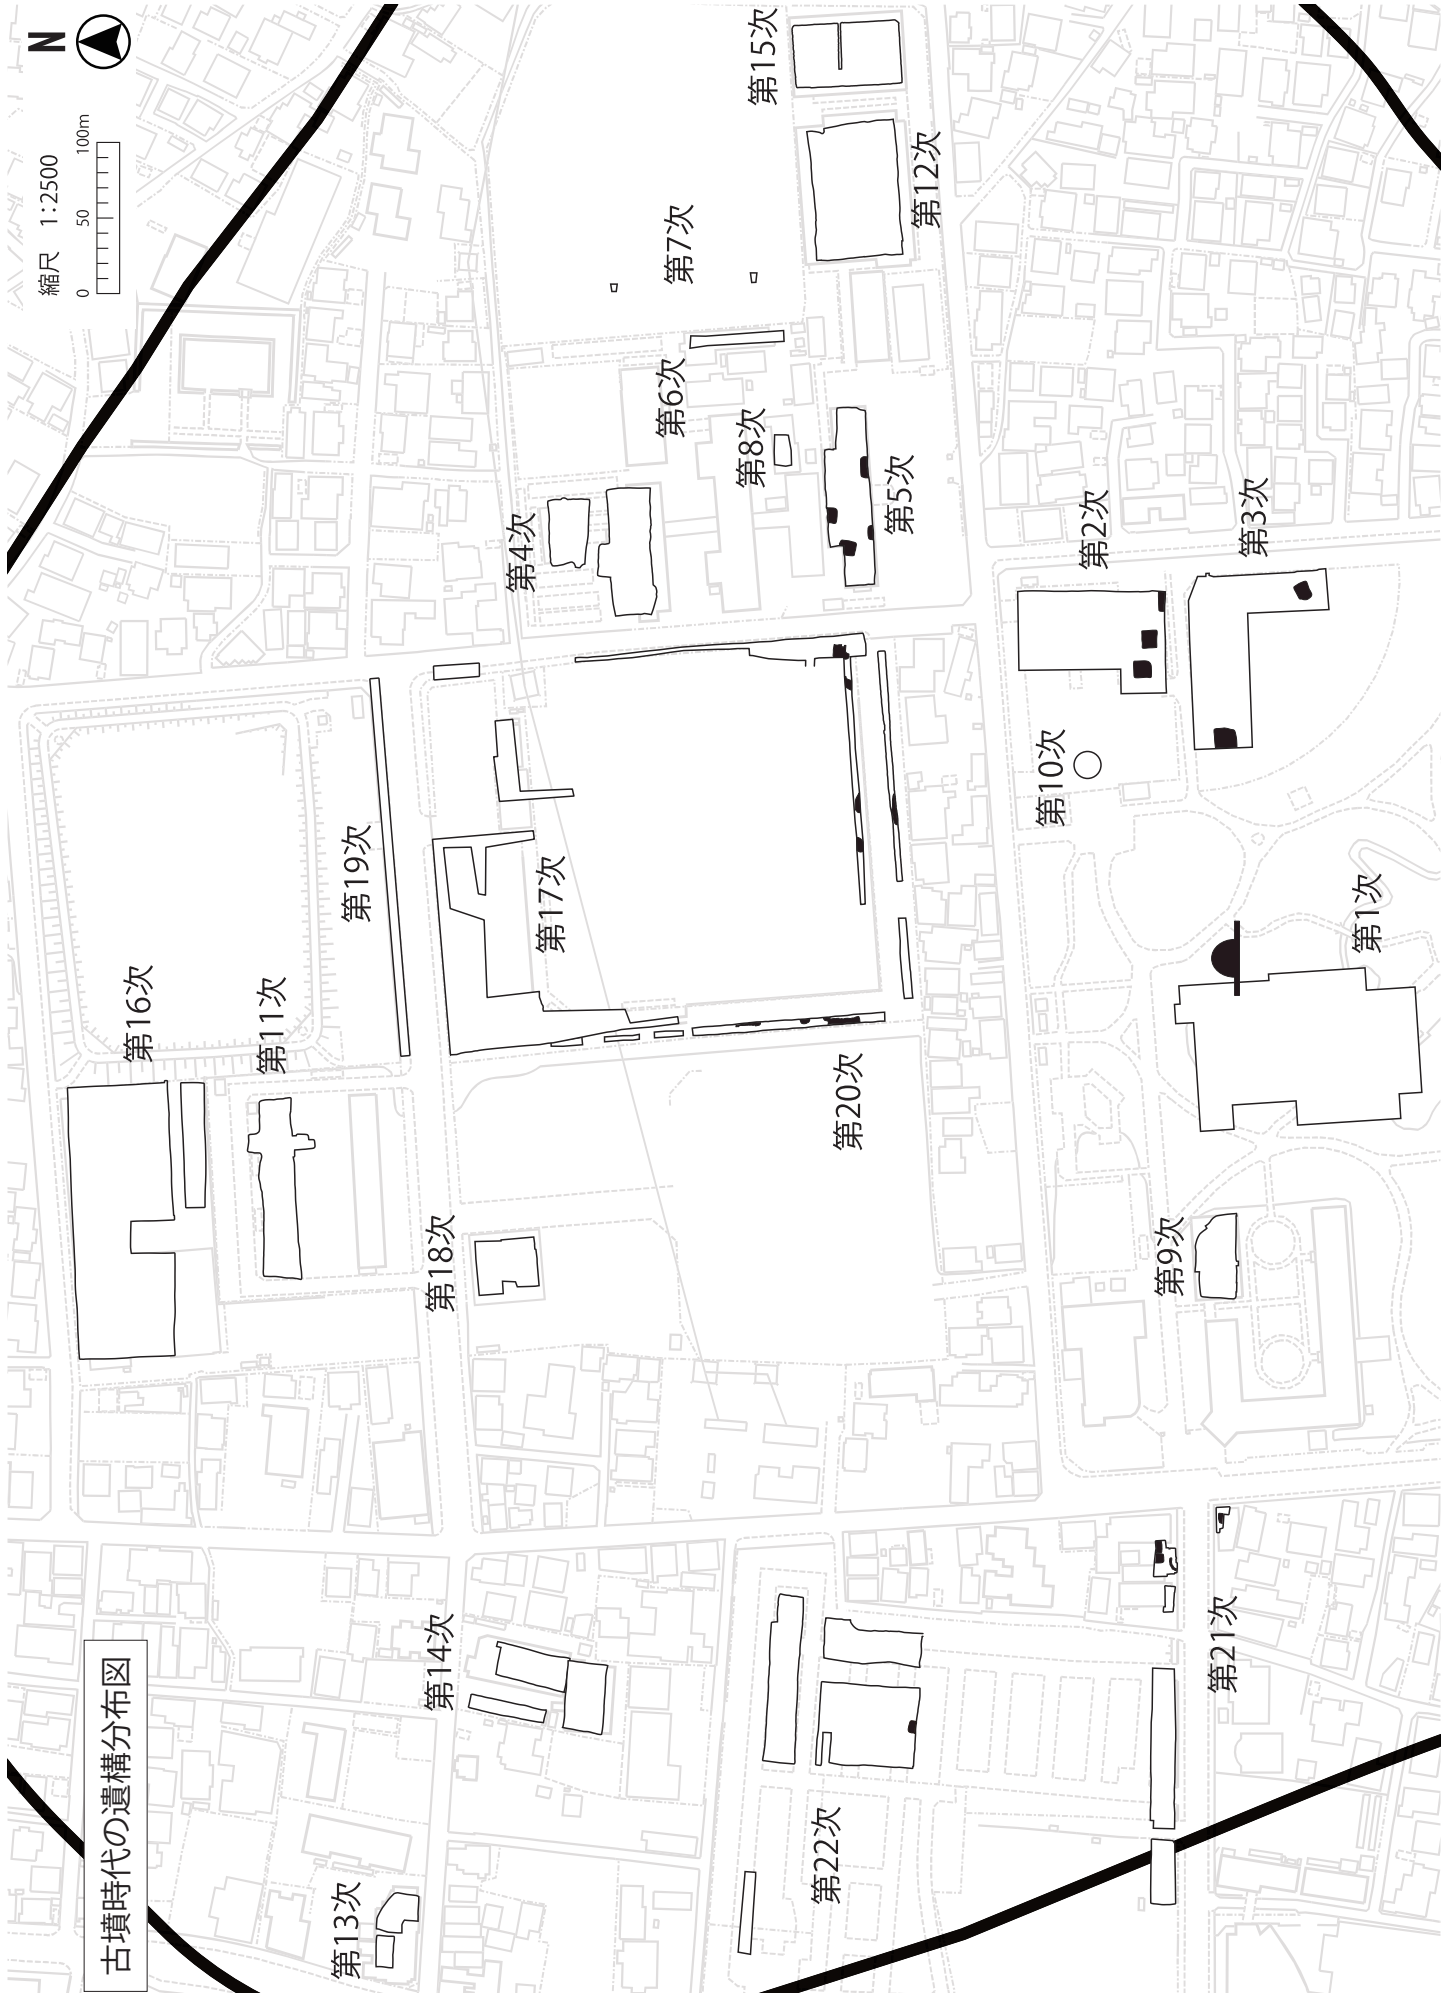 古墳時代の遺構分布図
縮尺 1:2500
0 50 100m
N
第13次
第16次
第11次
第19次
第14次
第18次
第17次
第4次
第6次
第7次
第15次
第22次
第20次
第8次
第5次
第12次
第21次
第9次
第10次
第2次
第1次
第3次